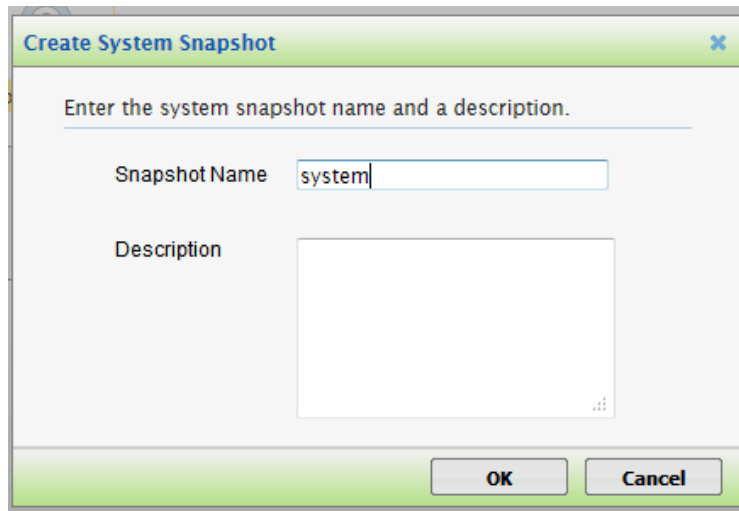 Create System Snapshot
Enter the system snapshot name and a description.
Snapshot Name system
Description
OK Cancel